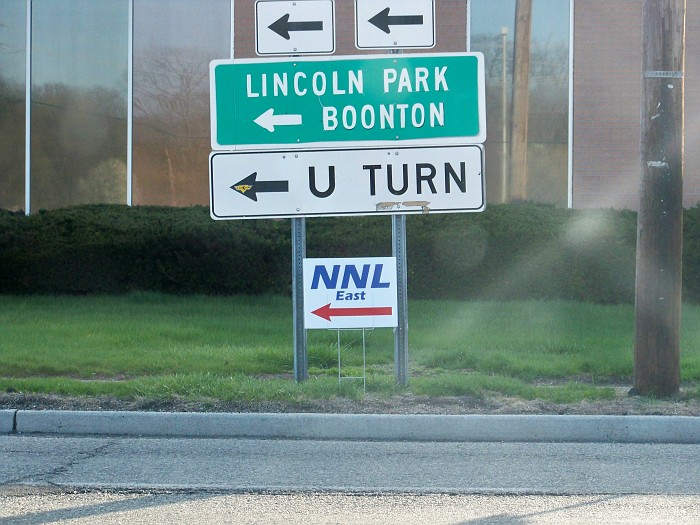 LINCOLN PARK
BOONTON
U TURN
NNL
East